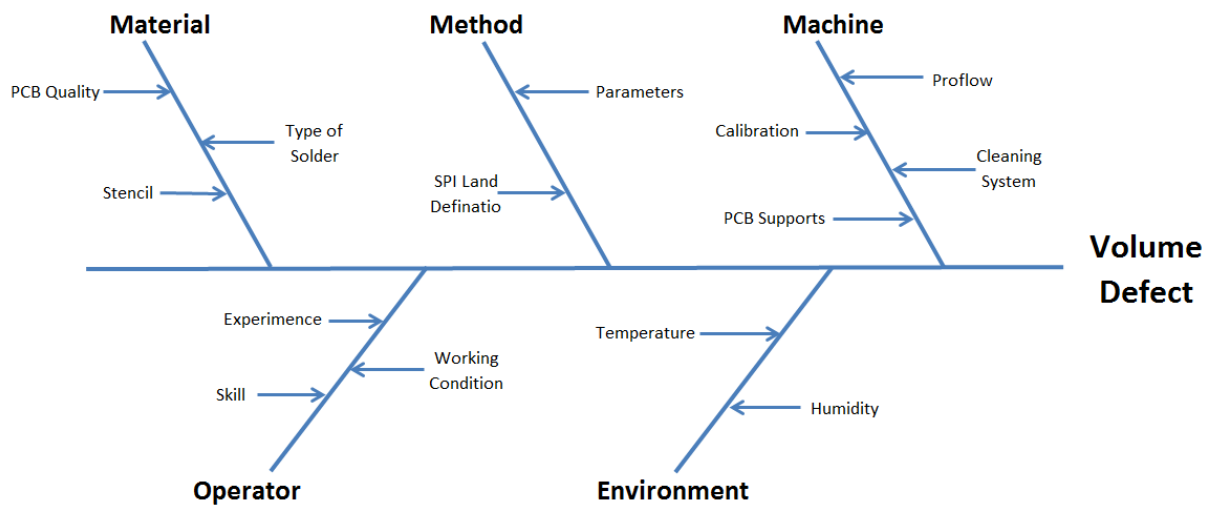 Material
Method
Machine
PCB Quality
Type of
Solder
Stencil
Parameters
SPI Land
Definatio
Proflow
Calibration
Cleaning
System
PCB Supports
Volume
Defect
Experimence
Working
Condition
Skill
Temperature
Humidity
Operator
Environment